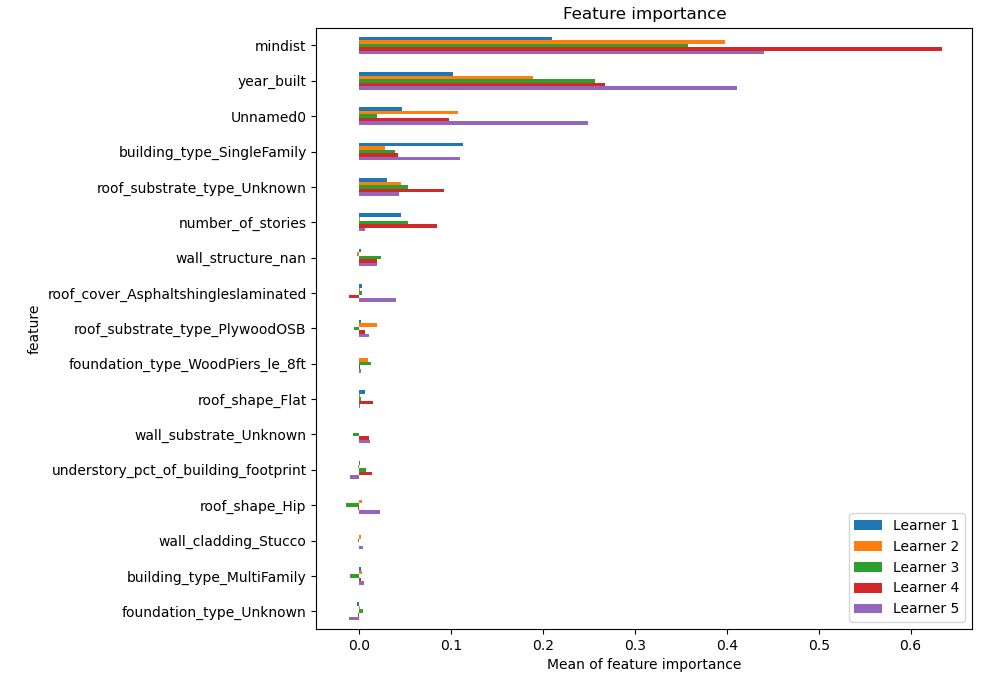 Feature importance
mindist
year_built
Unnamed0
building_type_SingleFamily
roof_substrate_type_Unknown
number_of_stories
wall_structure_nan
roof_cover_Asphaltshingleslaminated
roof_substrate_type_PlywoodOSB
foundation_type_WoodPiers_le_8ft
roof_shape_Flat
wall_substrate_Unknown
understory_pct_of_building_footprint
roof_shape_Hip
wall_cladding_Stucco
building_type_MultiFamily
foundation_type_Unknown
feature
Learner 1
Learner 2
Learner 3
Learner 4
Learner 5
0.0 0.1 0.2 0.3 0.4 0.5 0.6
Mean of feature importance